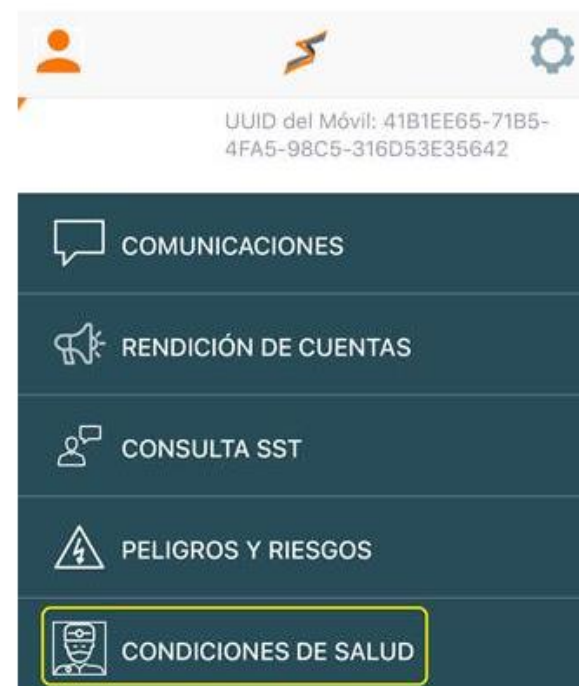 UUID del Móvil: 41B1EE65-71B5-
4FA5-98C5-316D53E35642
COMUNICACIONES
RENDICIÓN DE CUENTAS
CONSULTA SST
PELIGROS Y RIESGOS
CONDICIONES DE SALUD